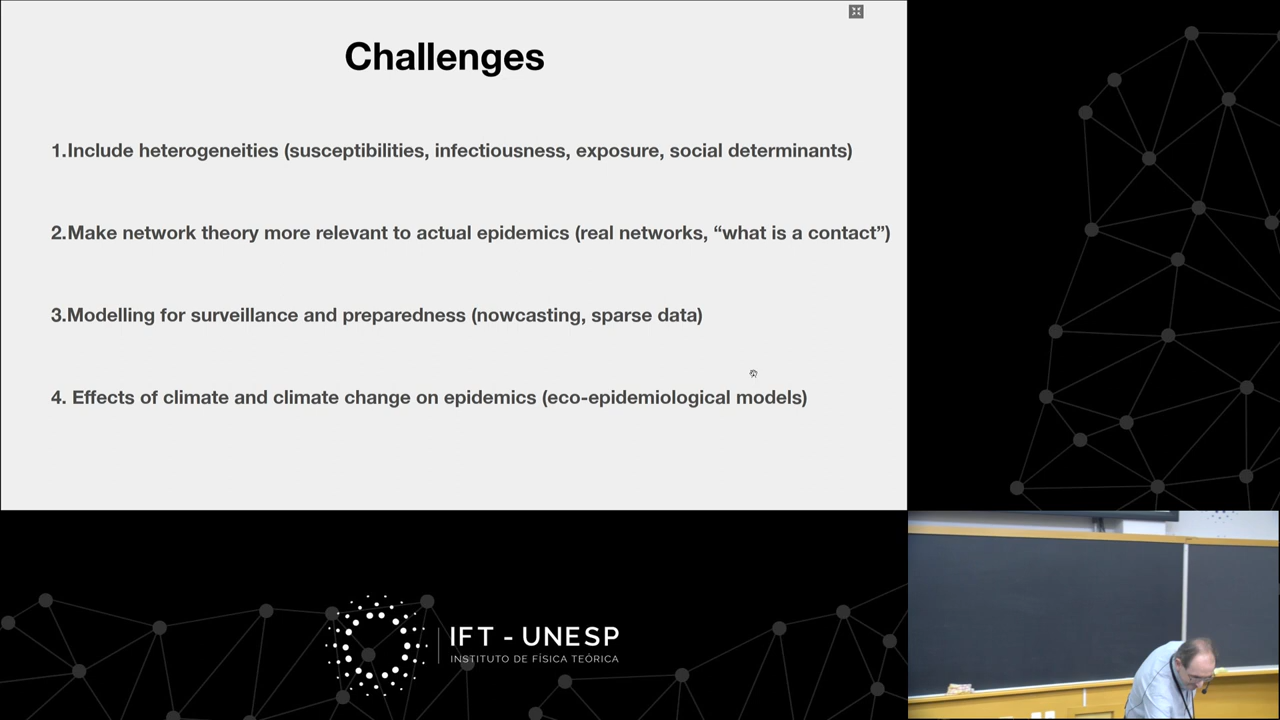 Challenges
1.Include heterogeneities (susceptibilities, infectiousness, exposure, social determinants)
2.Make network theory more relevant to actual epidemics (real networks, “what is a contact”)
3.Modelling for surveillance and preparedness (nowcasting, sparse data)
4. Effects of climate and climate change on epidemics (eco-epidemiological models)
IFT - UNESP
INSTITUTO DE FÍSICA TEÓRICA